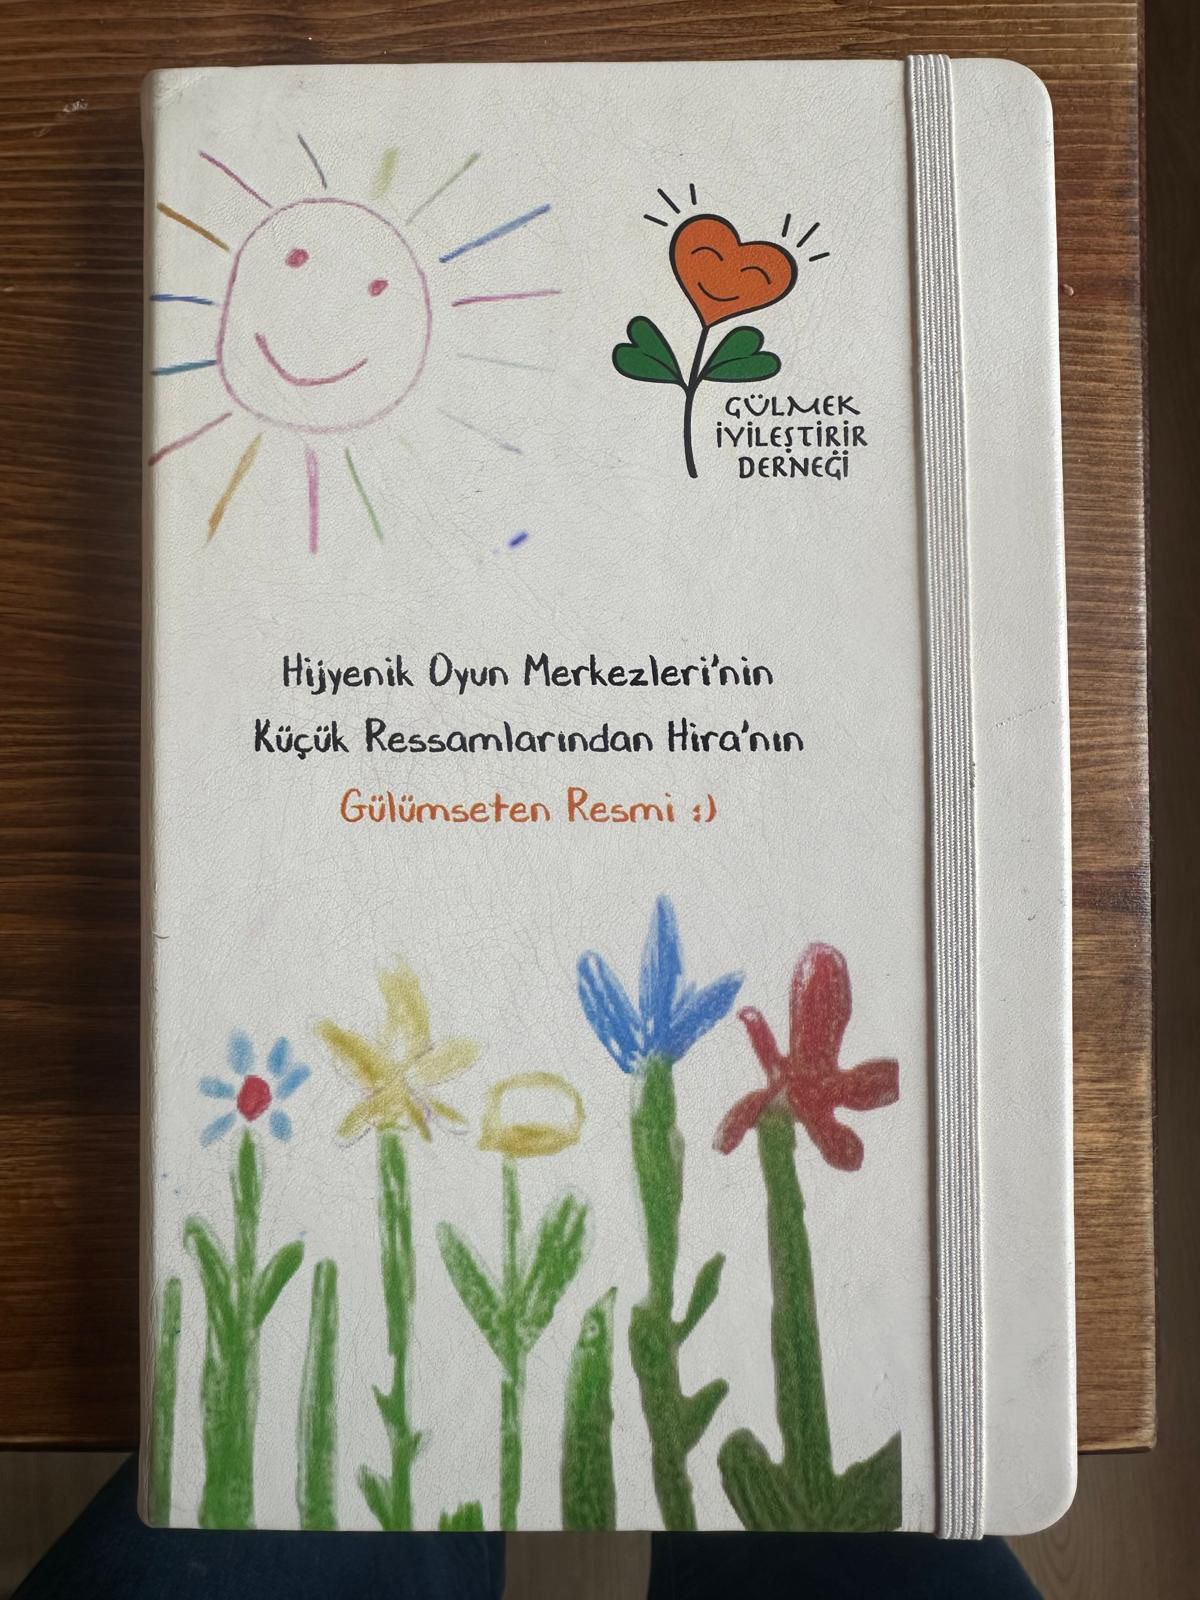 GÜLMEK
İYİLEŞTİRİR
DERNEĞİ
Hijyenik Oyun Merkezleri'nin
Küçük Ressamlarından Hira'nın
Gülümseten Resmi :)